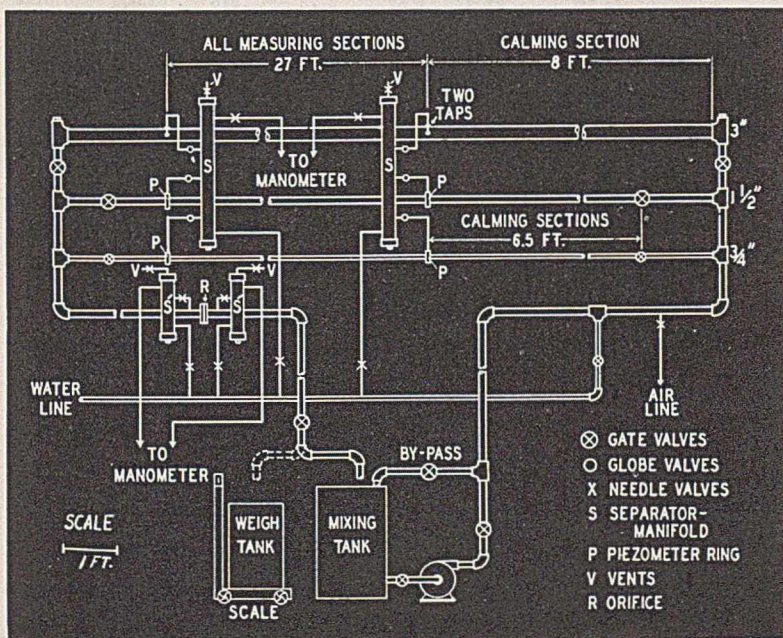 ALL MEASURING SECTIONS
27 FT.
CALMING SECTION
8 FT.
V
V
TWO
TAPS
3"
S
S
TO
MANOMETER
P
P
1 1/2"
CALMING SECTIONS
6.5 FT.
P
P
3/4"
V
V
R
S
S
WATER
LINE
AIR
LINE
TO
MANOMETER
BY-PASS
SCALE
1 FT.
WEIGH
TANK
MIXING
TANK
SCALE
⊗ GATE VALVES
○ GLOBE VALVES
X NEEDLE VALVES
S SEPARATOR-
MANIFOLD
P PIEZOMETER RING
V VENTS
R ORIFICE